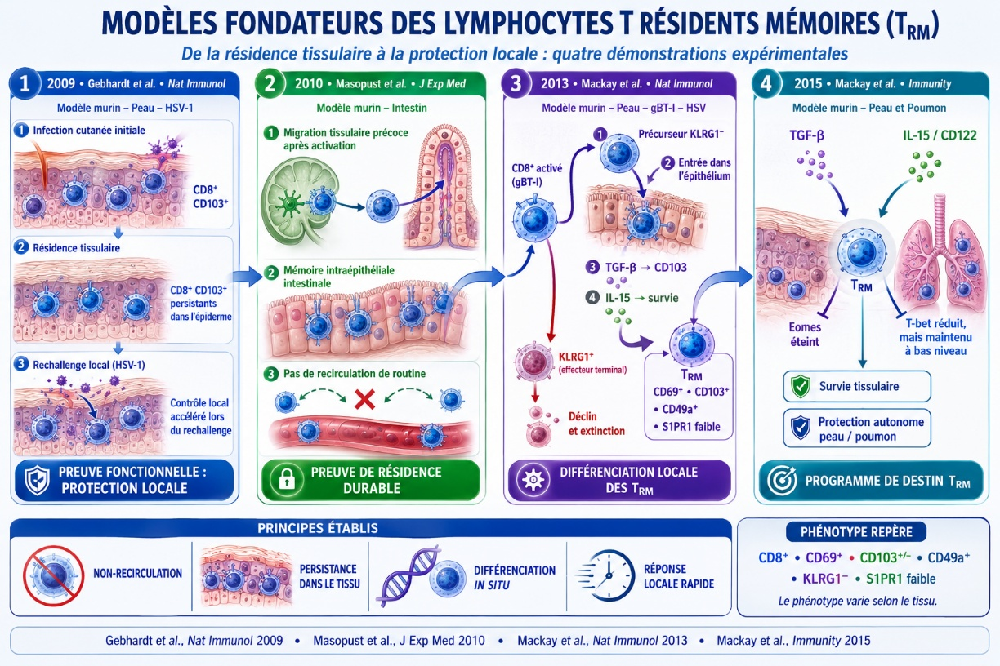 MODÈLES FONDATEURS DES LYMPHOCYTES T RÉSIDENTS MÉMOIRES (TRM)
De la résidence tissulaire à la protection locale : quatre démonstrations expérimentales
1
2009 • Gebhardt et al. • Nat Immunol
Modèle murin – Peau – HSV-1
1 Infection cutanée initiale
CD8+
CD103+
2 Résidence tissulaire
CD8+ CD103+
persistants
dans l'épiderme
3 Rechallenge local (HSV-1)
Contrôle local
accéléré lors
du rechallenge
PREUVE FONCTIONNELLE :
PROTECTION LOCALE
2
2010 • Masopust et al. • J Exp Med
Modèle murin – Intestin
1 Migration tissulaire précoce
après activation
2 Mémoire intraépithéliale
intestinale
3 Pas de recirculation de routine
PREUVE DE RÉSIDENCE
DURABLE
3
2013 • Mackay et al. • Nat Immunol
Modèle murin – Peau – gBT-I – HSV
1 Précurseur KLRG1−
CD8+ activé
(gBT-I)
2 Entrée dans
l'épithélium
3 TGF-β → CD103
4 IL-15 → survie
KLRG1+
(effecteur terminal)
Déclin
et extinction
TRM
CD69+ • CD103+
• CD49a+
• S1PR1 faible
DIFFÉRENCIATION LOCALE
DES TRM
4
2015 • Mackay et al. • Immunity
Modèle murin – Peau et Poumon
TGF-β
IL-15 / CD122
TRM
Eomes
éteint
T-bet réduit,
mais maintenu
à bas niveau
Survie tissulaire
Protection autonome
peau / poumon
PROGRAMME DE DESTIN TRM
PRINCIPES ÉTABLIS
NON-RECIRCULATION
PERSISTANCE
DANS LE TISSU
DIFFÉRENCIATION
IN SITU
RÉPONSE
LOCALE RAPIDE
PHÉNOTYPE REPÈRE
CD8+ • CD69+ • CD103+/− • CD49a+
• KLRG1− • S1PR1 faible
Le phénotype varie selon le tissu.
Gebhardt et al., Nat Immunol 2009 • Masopust et al., J Exp Med 2010 • Mackay et al., Nat Immunol 2013 • Mackay et al., Immunity 2015